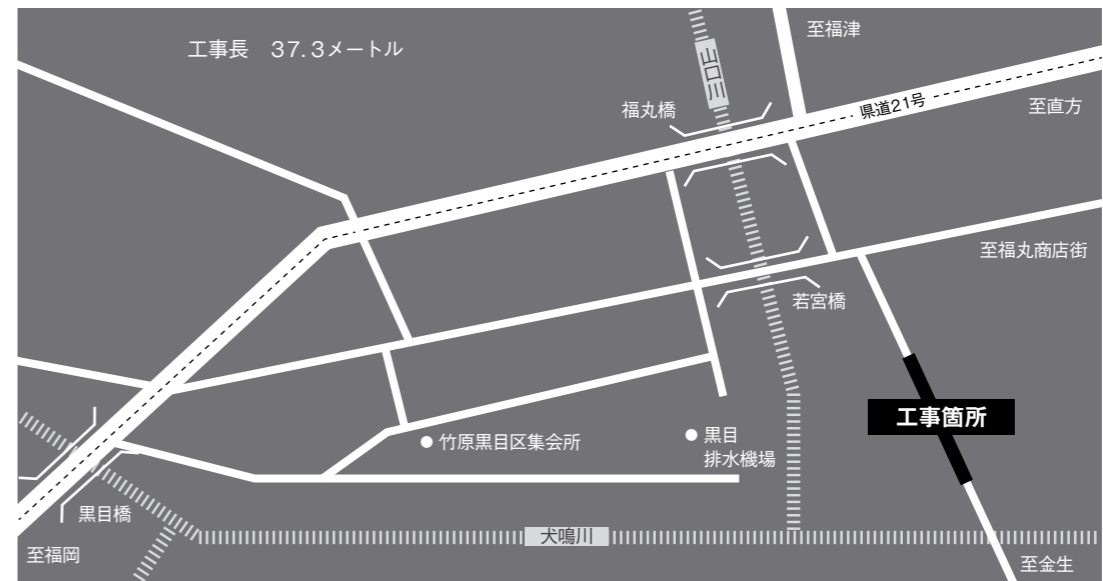 工事長　37.3メートル
至福津
山口川
福丸橋
県道21号
至直方
至福丸商店街
若宮橋
工事箇所
竹原黒目区集会所
黒目
排水機場
黒目橋
犬鳴川
至福岡
至金生